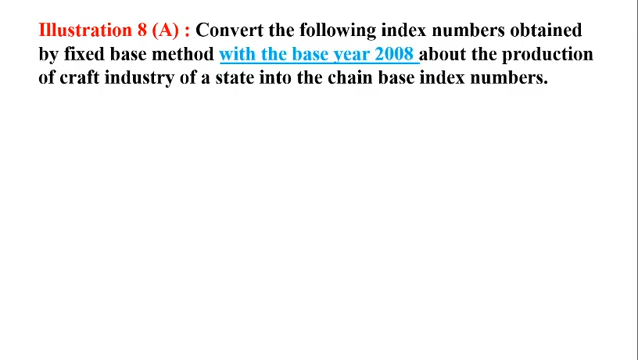 Illustration 8 (A) : Convert the following index numbers obtained
by fixed base method with the base year 2008 about the production
of craft industry of a state into the chain base index numbers.